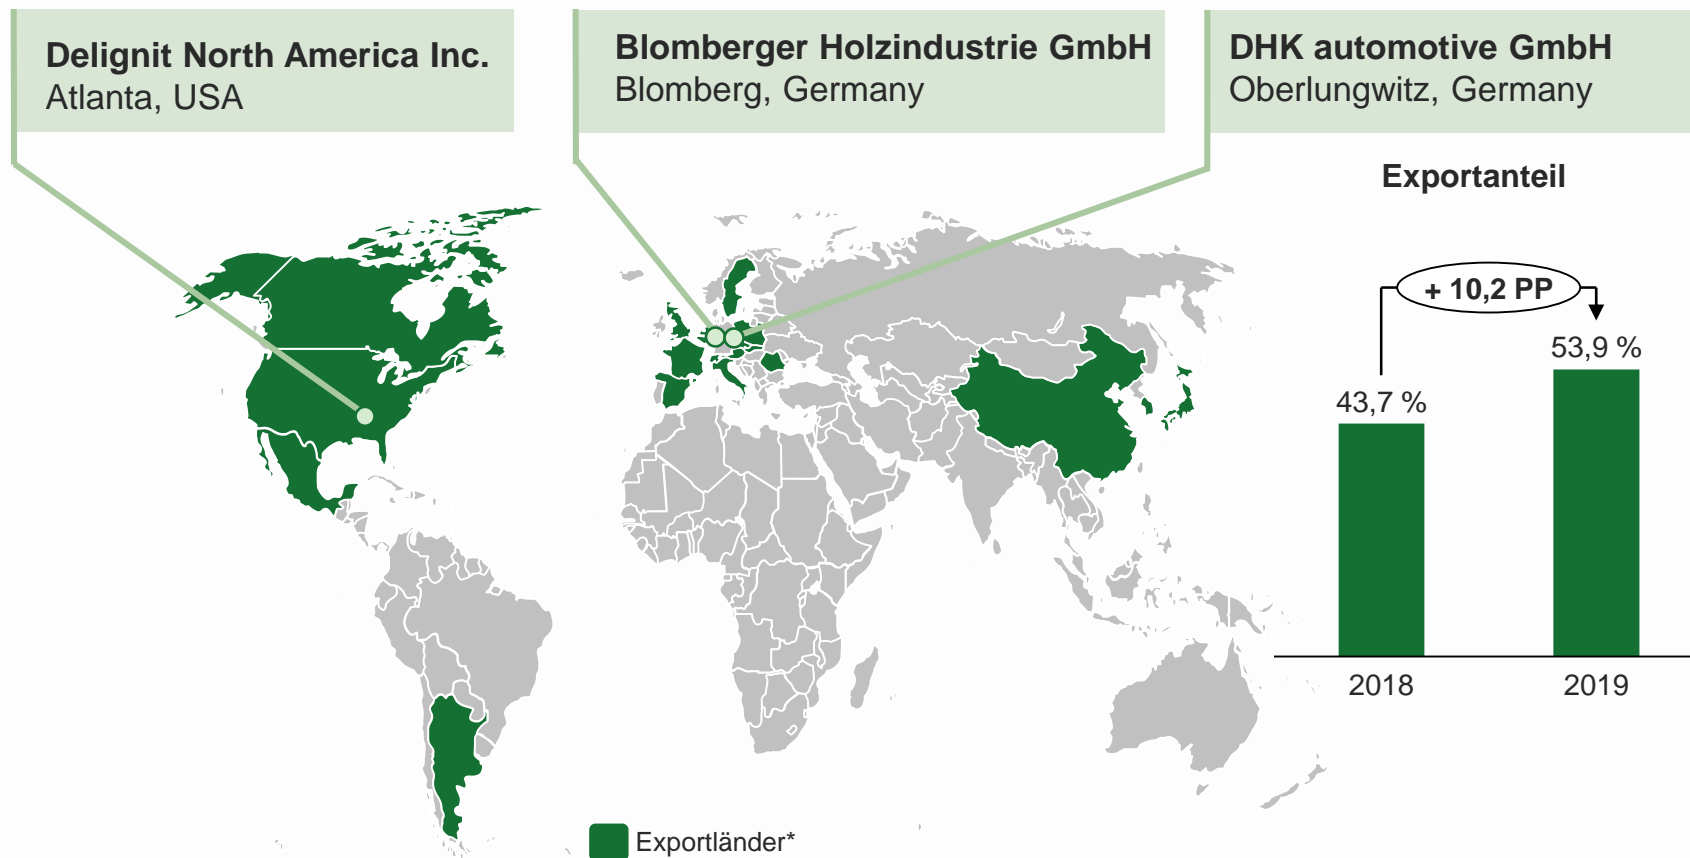 Delignit North America Inc.
Atlanta, USA
Blomberger Holzindustrie GmbH
Blomberg, Germany
DHK automotive GmbH
Oberlungwitz, Germany
Exportanteil
+ 10,2 PP
53,9 %
43,7 %
2018
2019
Exportländer*